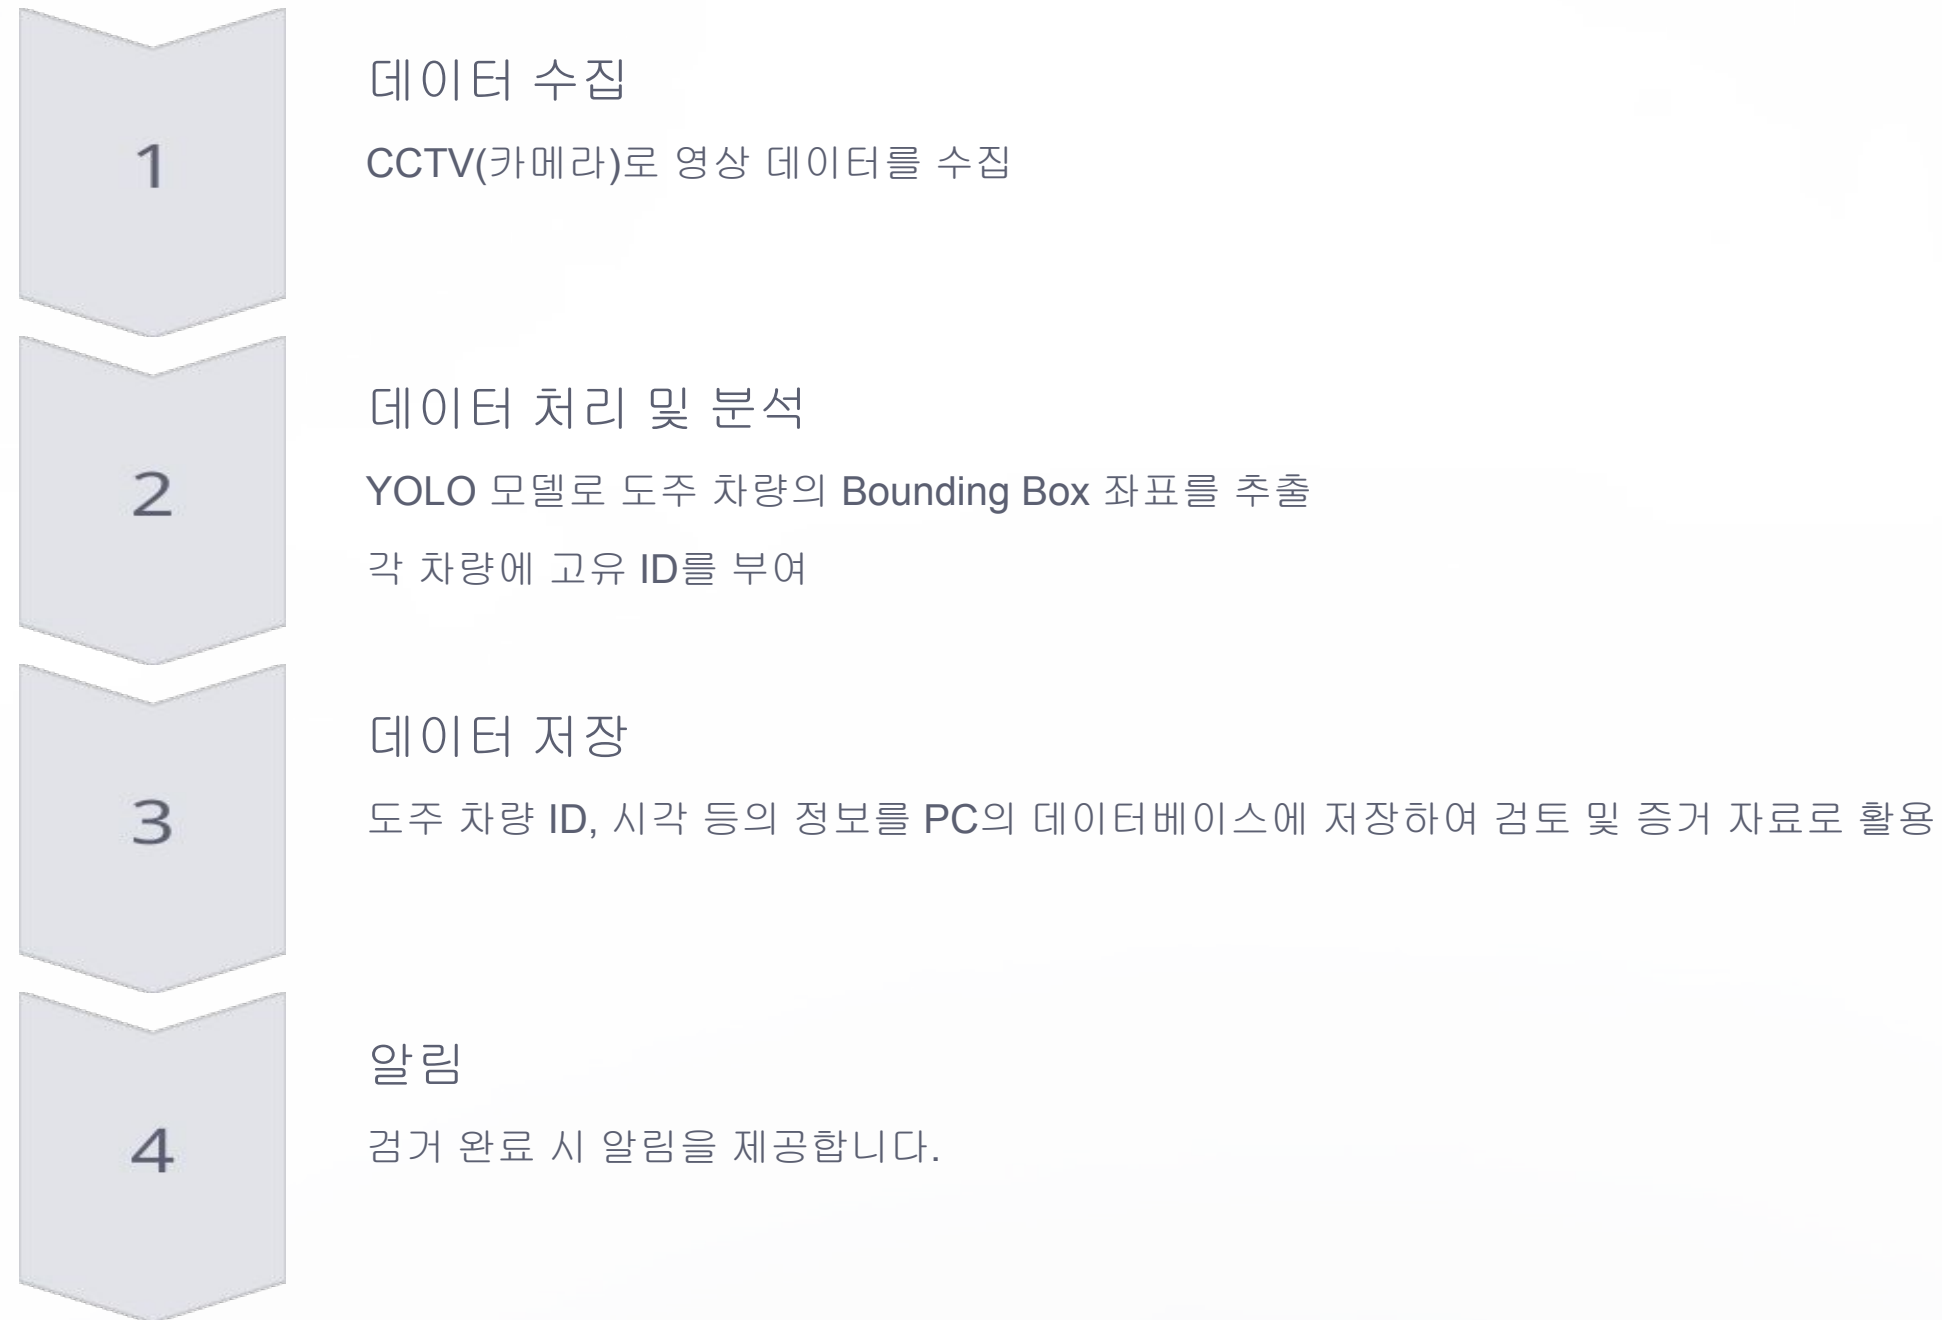 1
데이터 수집
CCTV(카메라)로 영상 데이터를 수집
2
데이터 처리 및 분석
YOLO 모델로 도주 차량의 Bounding Box 좌표를 추출
각 차량에 고유 ID를 부여
3
데이터 저장
도주 차량 ID, 시각 등의 정보를 PC의 데이터베이스에 저장하여 검토 및 증거 자료로 활용
4
알림
검거 완료 시 알림을 제공합니다.